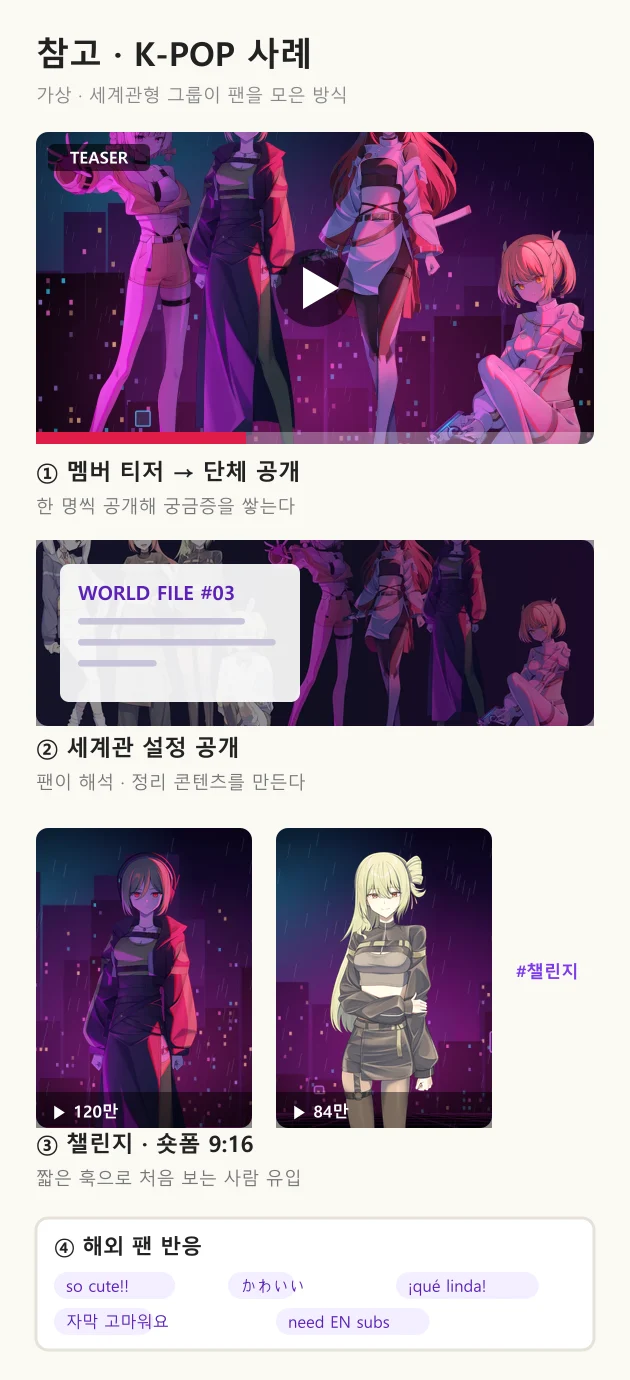 참고 · K-POP 사례
가상 · 세계관형 그룹이 팬을 모은 방식
TEASER
① 멤버 티저 → 단체 공개
한 명씩 공개해 궁금증을 쌓는다
WORLD FILE #03
② 세계관 설정 공개
팬이 해석 · 정리 콘텐츠를 만든다
#챌린지
▶ 120만
▶ 84만
③ 챌린지 · 숏폼 9:16
짧은 훅으로 처음 보는 사람 유입
④ 해외 팬 반응
so cute!!
かわいい
¡qué linda!
자막 고마워요
need EN subs